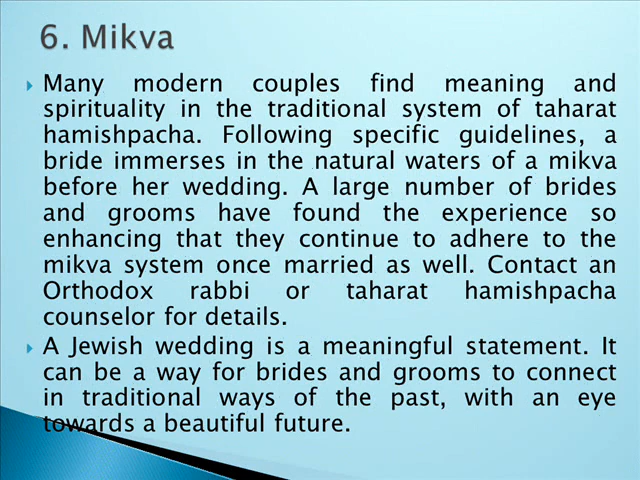 6. Mikva
Many modern couples find meaning and
spirituality in the traditional system of taharat
hamishpacha. Following specific guidelines, a
bride immerses in the natural waters of a mikva
before her wedding. A large number of brides
and grooms have found the experience so
enhancing that they continue to adhere to the
mikva system once married as well. Contact an
Orthodox rabbi or taharat hamishpacha
counselor for details.
A Jewish wedding is a meaningful statement. It
can be a way for brides and grooms to connect
in traditional ways of the past, with an eye
towards a beautiful future.